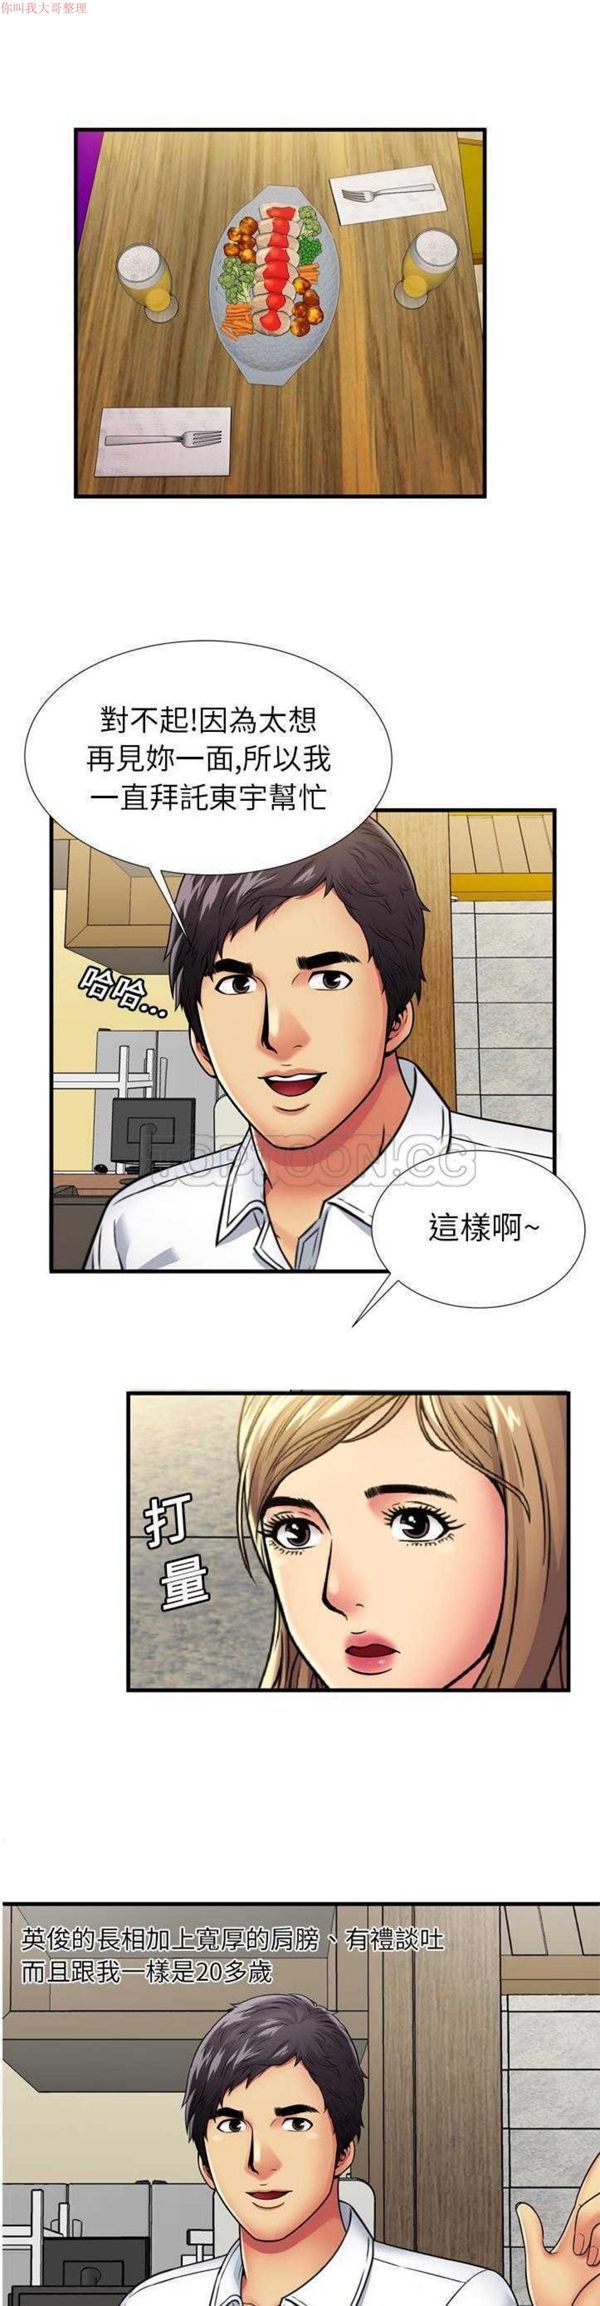 你叫我大哥整理
對不起!因為太想
再見妳一面,所以我
一直拜託東宇幫忙
哈哈...
TOPTOON.CC
這樣啊~
打
量
英俊的長相加上寬厚的肩膀、有禮談吐
而且跟我一樣是20多歲